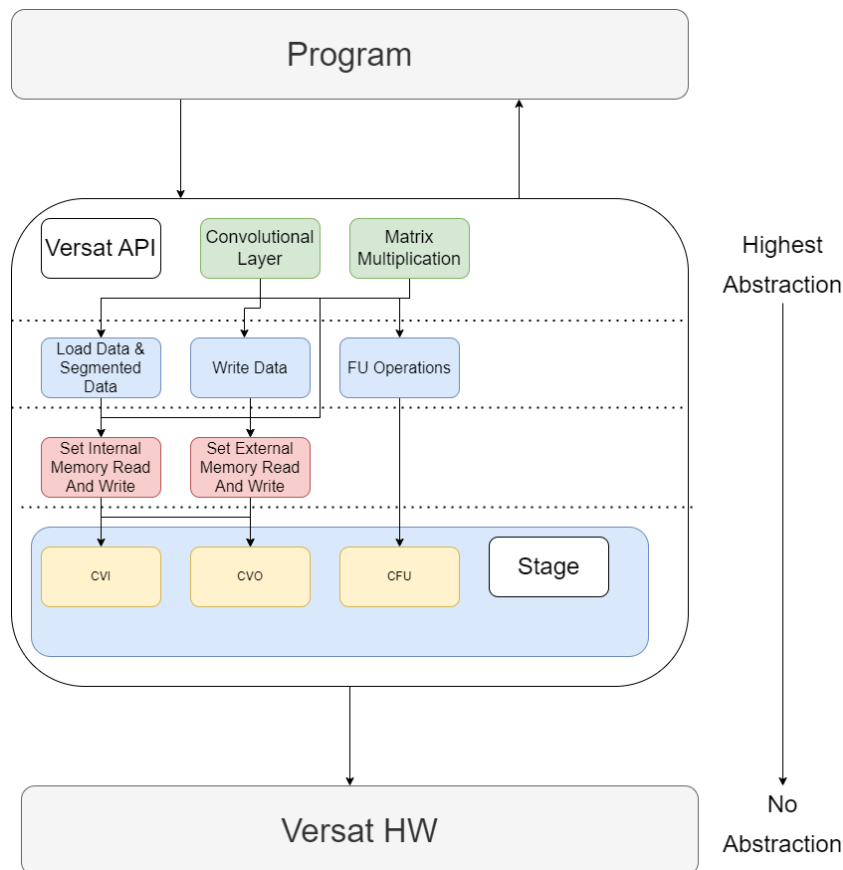 Program
Versat API
Convolutional
Layer
Matrix
Multiplication
Highest
Abstraction
Load Data &
Segmented
Data
Write Data
FU Operations
Set Internal
Memory Read
And Write
Set External
Memory Read
And Write
CVI
CVO
CFU
Stage
Versat HW
No
Abstraction